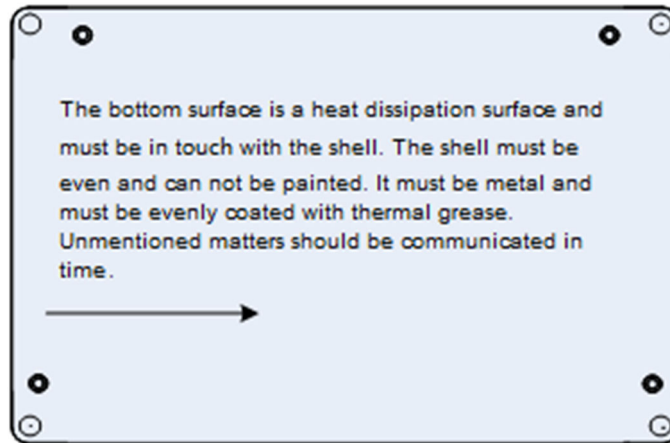 The bottom surface is a heat dissipation surface and
must be in touch with the shell. The shell must be
even and can not be painted. It must be metal and
must be evenly coated with thermal grease.
Unmentioned matters should be communicated in
time.